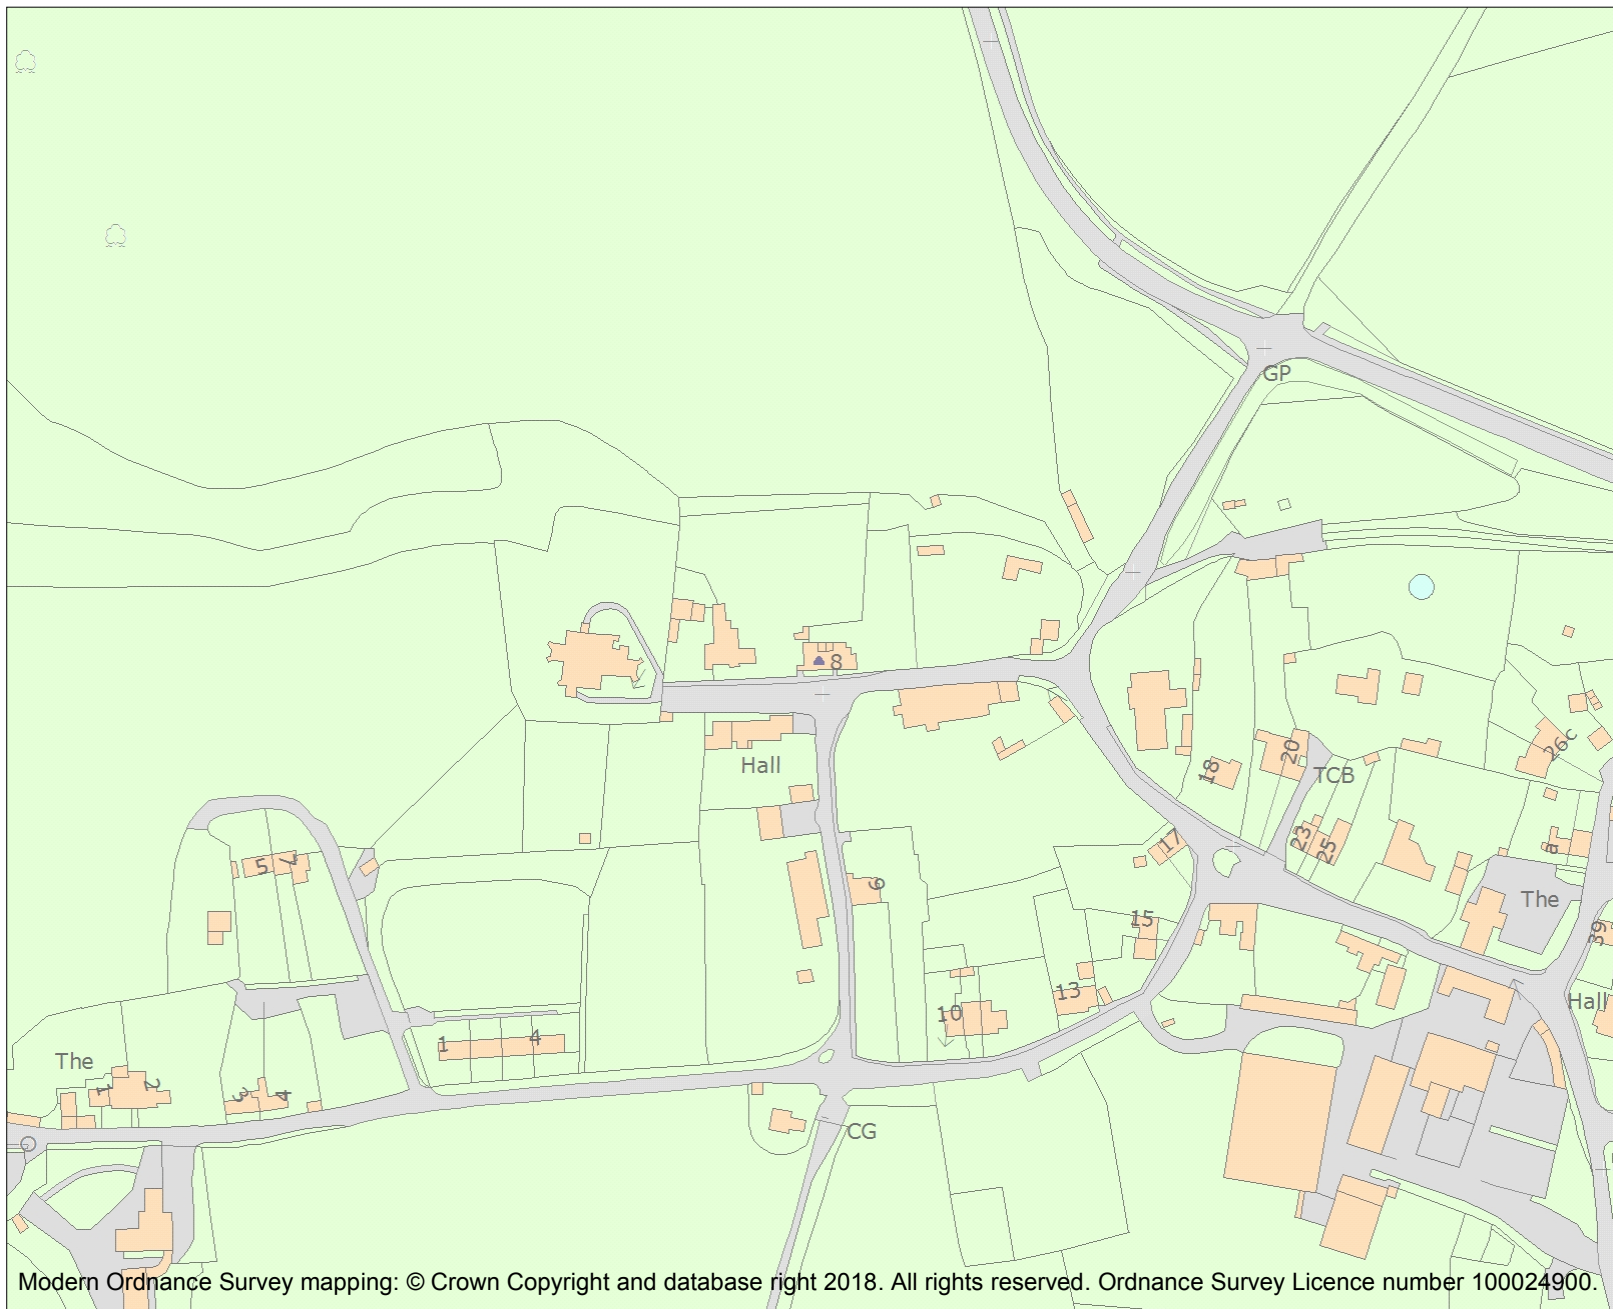 GP
8
Hall
20
18
TCB
26c
17
23
25
a
5
7
6
The
39
15
13
10
Hall
1
4
The
1
2
3
4
CG
Modern Ordnance Survey mapping: © Crown Copyright and database right 2018. All rights reserved. Ordnance Survey Licence number 100024900.